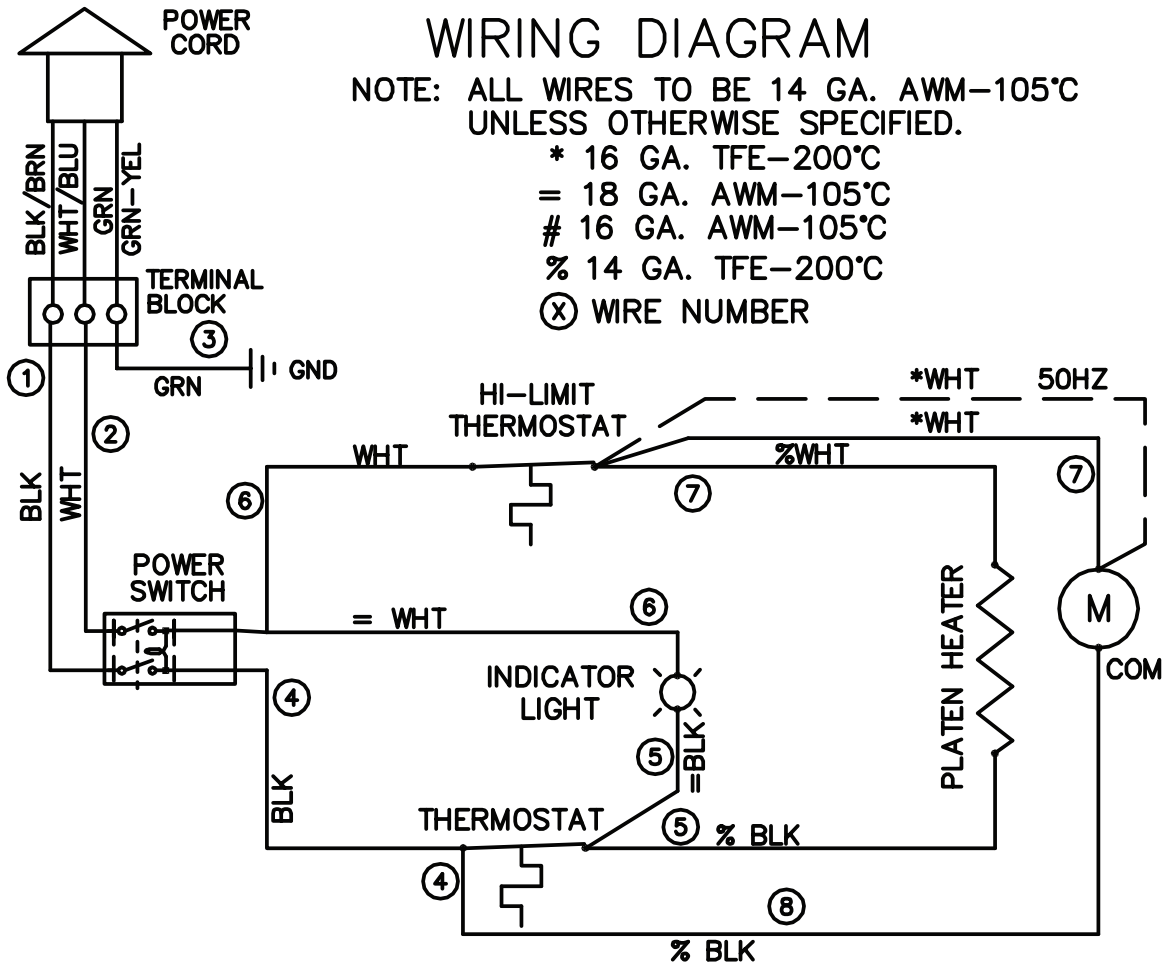 WIRING DIAGRAM
POWER
CORD
NOTE: ALL WIRES TO BE 14 GA. AWM-105°C
UNLESS OTHERWISE SPECIFIED.
* 16 GA. TFE-200°C
= 18 GA. AWM-105°C
# 16 GA. AWM-105°C
% 14 GA. TFE-200°C
X WIRE NUMBER
BLK/BRN
WHT/BLU
GRN
GRN-YEL
TERMINAL
BLOCK
3
1
GND
GRN
2
BLK
WHT
HI-LIMIT
THERMOSTAT
*WHT 50HZ
*WHT
WHT
%WHT
6
7
7
POWER
SWITCH
= WHT
6
PLATEN HEATER
M
COM
INDICATOR
LIGHT
4
5
=BLK
BLK
THERMOSTAT
5
% BLK
4
8
% BLK